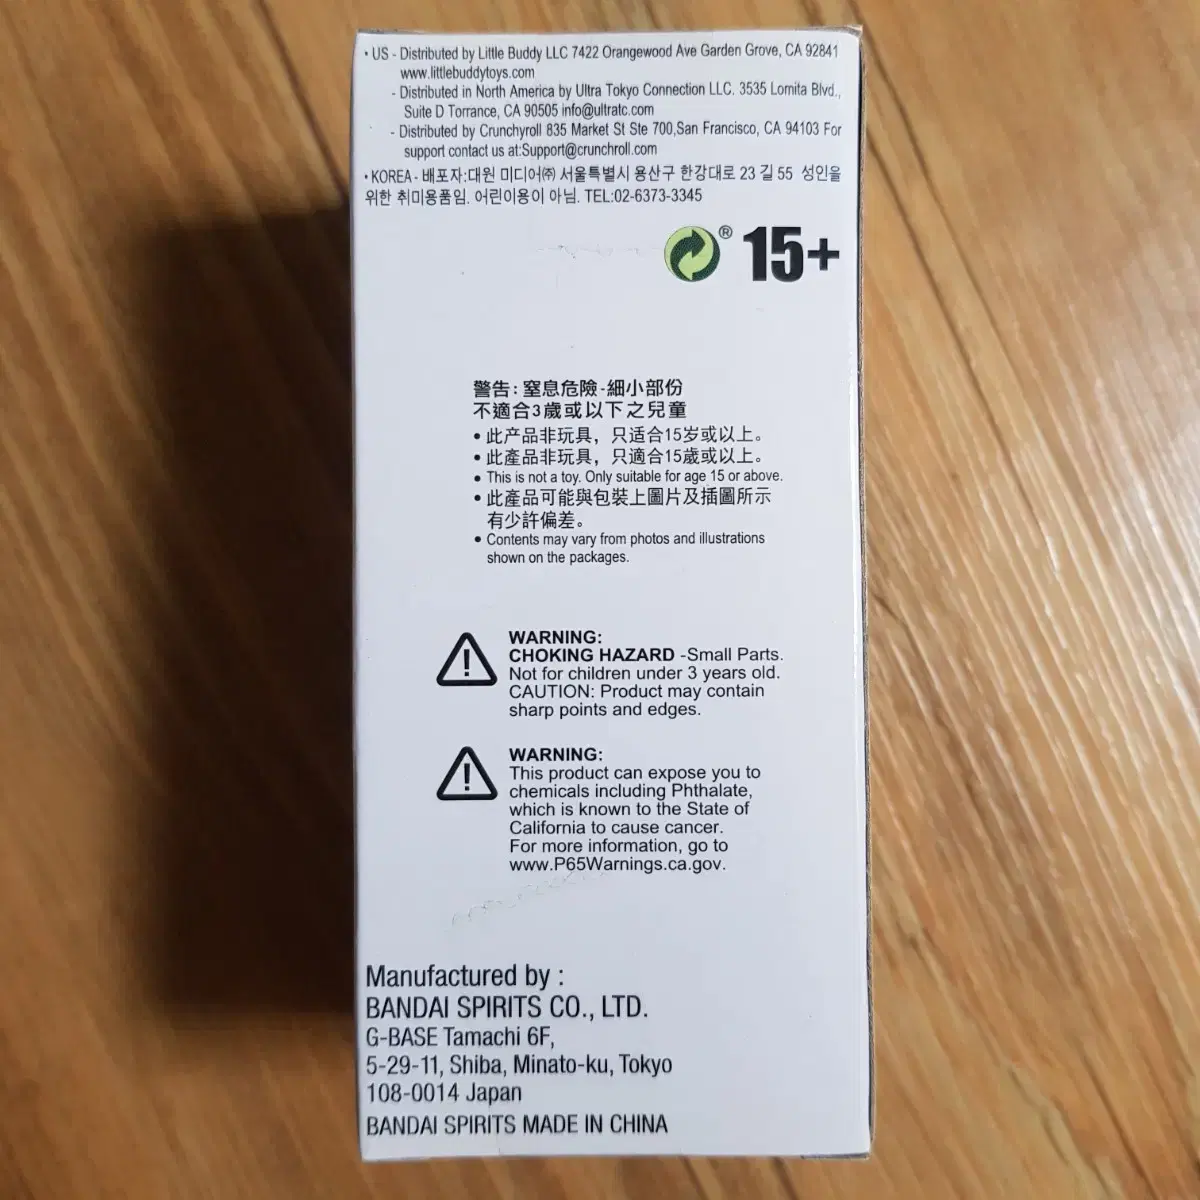 • US - Distributed by Little Buddy LLC 7422 Orangewood Ave Garden Grove, CA 92841
www.littlebuddytoys.com
- Distributed in North America by Ultra Tokyo Connection LLC. 3535 Lomita Blvd.,
Suite D Torrance, CA 90505 info@ultratc.com
- Distributed by Crunchyroll 835 Market St Ste 700,San Francisco, CA 94103 For
support contact us at:Support@crunchroll.com
• KOREA - 배포자:대원 미디어㈜ 서울특별시 용산구 한강대로 23 길 55 성인을
위한 취미용품임. 어린이용이 아님. TEL:02-6373-3345
® 15+
警告: 窒息危險-細小部份
不適合3歲或以下之兒童
• 此产品非玩具，只适合15岁或以上。
• 此產品非玩具，只適合15歲或以上。
• This is not a toy. Only suitable for age 15 or above.
• 此產品可能與包裝上圖片及插圖所示
有少許偏差。
• Contents may vary from photos and illustrations
shown on the packages.
WARNING:
CHOKING HAZARD -Small Parts.
Not for children under 3 years old.
CAUTION: Product may contain
sharp points and edges.
WARNING:
This product can expose you to
chemicals including Phthalate,
which is known to the State of
California to cause cancer.
For more information, go to
www.P65Warnings.ca.gov.
Manufactured by :
BANDAI SPIRITS CO., LTD.
G-BASE Tamachi 6F,
5-29-11, Shiba, Minato-ku, Tokyo
108-0014 Japan
BANDAI SPIRITS MADE IN CHINA